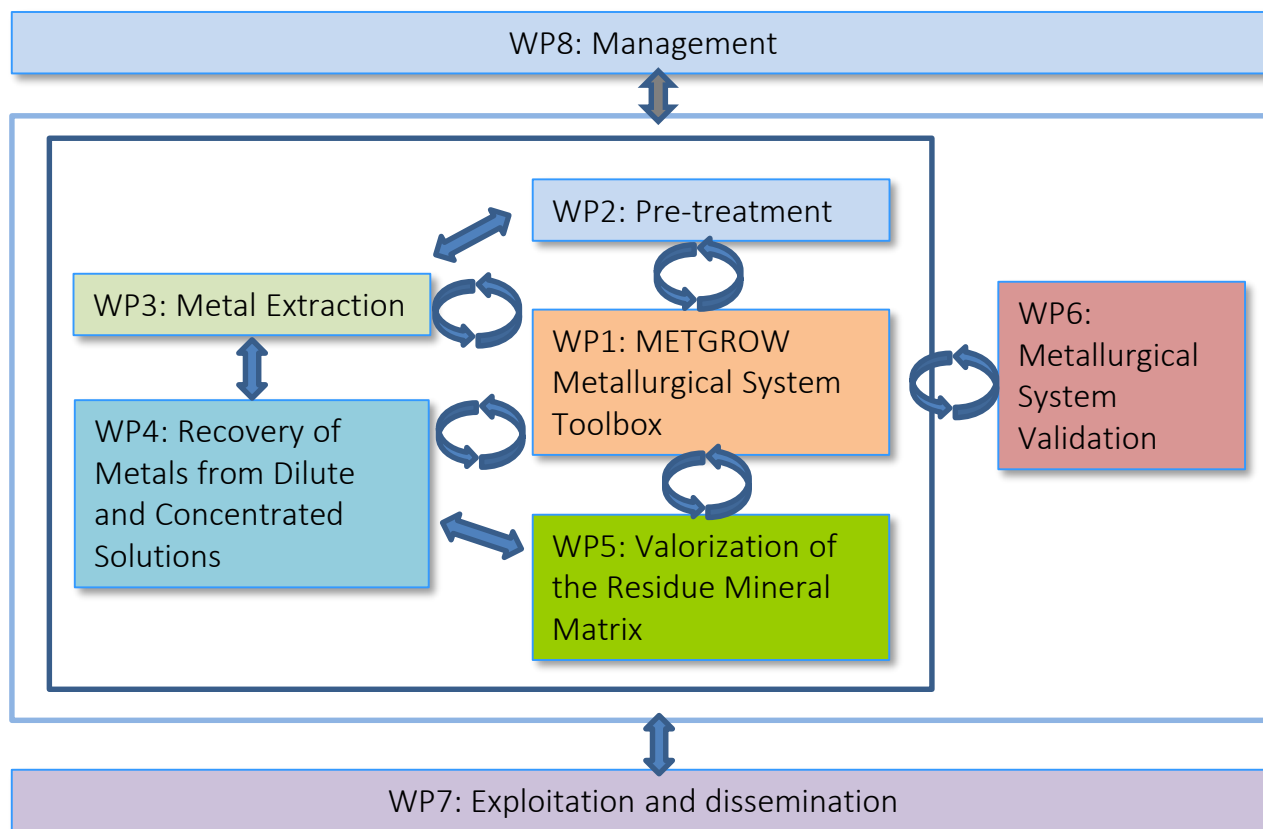 WP8: Management
WP2: Pre-treatment
WP3: Metal Extraction
WP1: METGROW
Metallurgical System
Toolbox
WP6:
Metallurgical
System
Validation
WP4: Recovery of
Metals from Dilute
and Concentrated
Solutions
WP5: Valorization of
the Residue Mineral
Matrix
WP7: Exploitation and dissemination